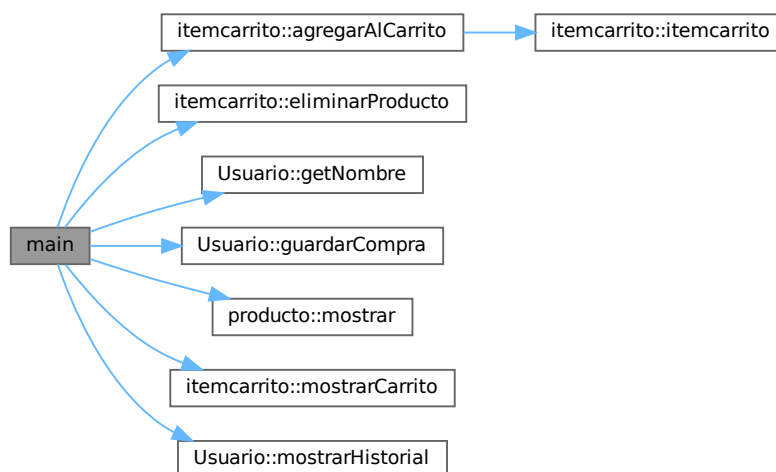 itemcarrito::agregarAlCarrito
itemcarrito::itemcarrito
itemcarrito::eliminarProducto
Usuario::getNombre
main
Usuario::guardarCompra
producto::mostrar
itemcarrito::mostrarCarrito
Usuario::mostrarHistorial